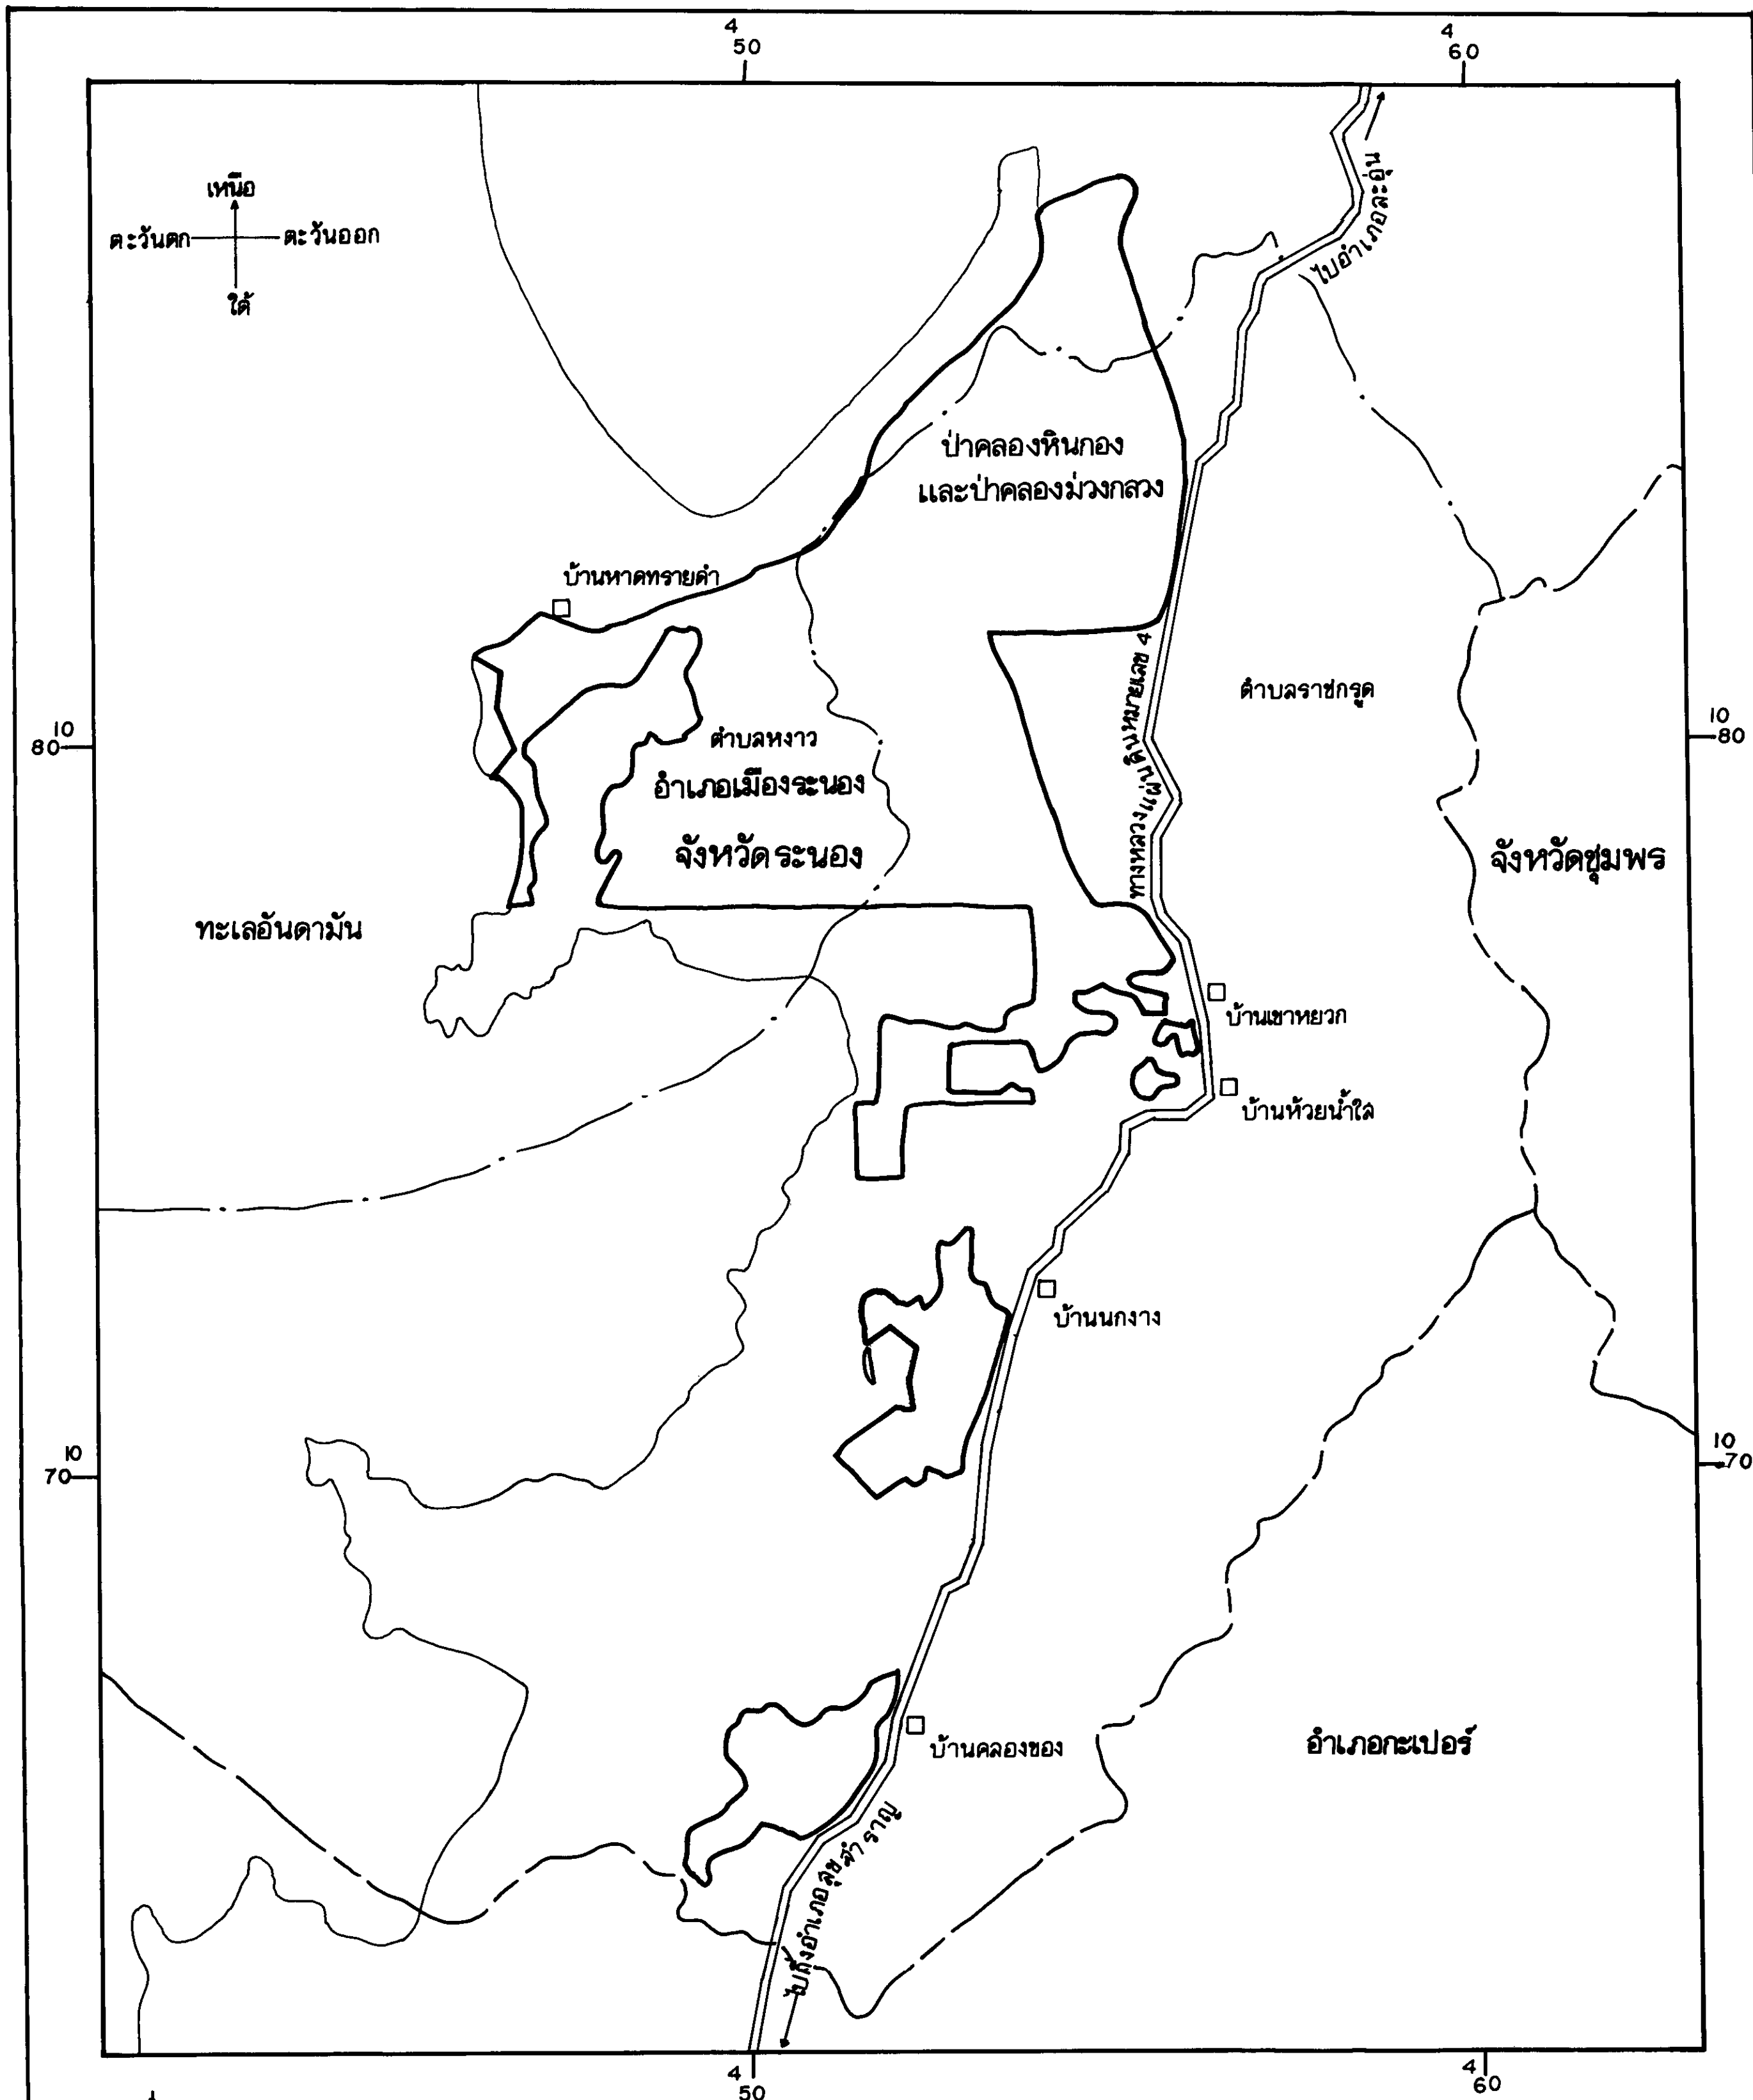 4
50
4
60
เหนือ
ตะวันตก
ตะวันออก
ใต้
ไปอำเภอละอุ่น
ป่าคลองหินกอง
และป่าคลองม่วงกลวง
บ้านหาดทรายดำ
ทางหลวงแผ่นดินหมายเลข 4
ตำบลราชกรูด
10
80
10
80
ตำบลหงาว
อำเภอเมืองระนอง
จังหวัดระนอง
จังหวัดชุมพร
ทะเลอันดามัน
บ้านเขาหยวก
บ้านห้วยน้ำใส
บ้านนกงาง
10
70
10
70
บ้านคลองของ
อำเภอกะเปอร์
ไปกิ่งอำเภอสุขสำราญ
4
50
4
60